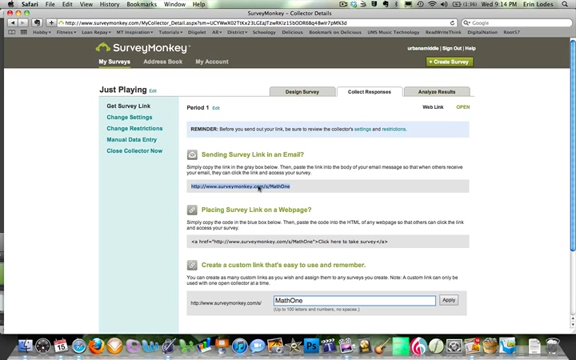 Safari File Edit View History Bookmarks Window Help
Wed 9:14 PM Erin Lodes
SurveyMonkey – Collector Details
SurveyMonkey
urbanamiddle | Sign Out | Help
My Surveys Address Book My Account
+ Create Survey
Just Playing Edit
Design Survey Collect Responses Analyze Results
Get Survey Link
Change Settings
Change Restrictions
Manual Data Entry
Close Collector Now
Period 1 Edit
Web Link OPEN
REMINDER: Before you send out your link, be sure to review the collector's settings and restrictions.
Sending Survey Link in an Email?
Simply copy the link in the gray box below. Then, paste the link into the body of your email message so that when others receive
your email, they can click the link and access your survey.
http://www.surveymonkey.com/s/MathOne
Placing Survey Link on a Webpage?
Simply copy the code in the blue box below. Then, paste the code into the HTML of any webpage so that others can click the link
and access your survey.
<a href="http://www.surveymonkey.com/s/MathOne">Click here to take survey</a>
Create a custom link that's easy to use and remember.
You can create as many custom links as you wish and assign them to any surveys you create. Note: A custom link can only be
used with one open collector at a time.
http://www.surveymonkey.com/s/ MathOne Apply
(Up to 100 letters and numbers, no spaces.)